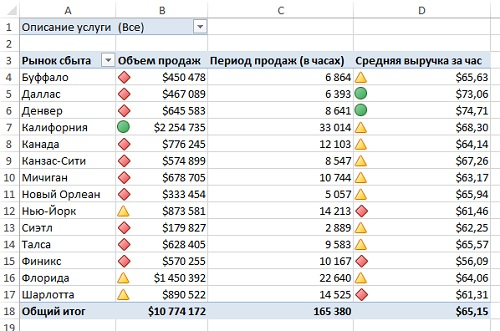 A B C D
1 Описание услуги (Все)
2
3 Рынок сбыта Объем продаж Период продаж (в часах) Средняя выручка за час
4 Буффало $450 478 6 864 $65,63
5 Даллас $467 089 6 393 $73,06
6 Денвер $645 583 8 641 $74,71
7 Калифорния $2 254 735 33 014 $68,30
8 Канада $776 245 12 103 $64,14
9 Канзас-Сити $574 899 8 547 $67,26
10 Мичиган $678 705 10 744 $63,17
11 Новый Орлеан $333 454 5 057 $65,94
12 Нью-Йорк $873 581 14 213 $61,46
13 Сиэтл $179 827 2 889 $62,25
14 Талса $628 405 9 583 $65,57
15 Финикс $570 255 10 167 $56,09
16 Флорида $1 450 392 22 640 $64,06
17 Шарлотта $890 522 14 525 $61,31
18 Общий итог $10 774 172 165 380 $65,15
19